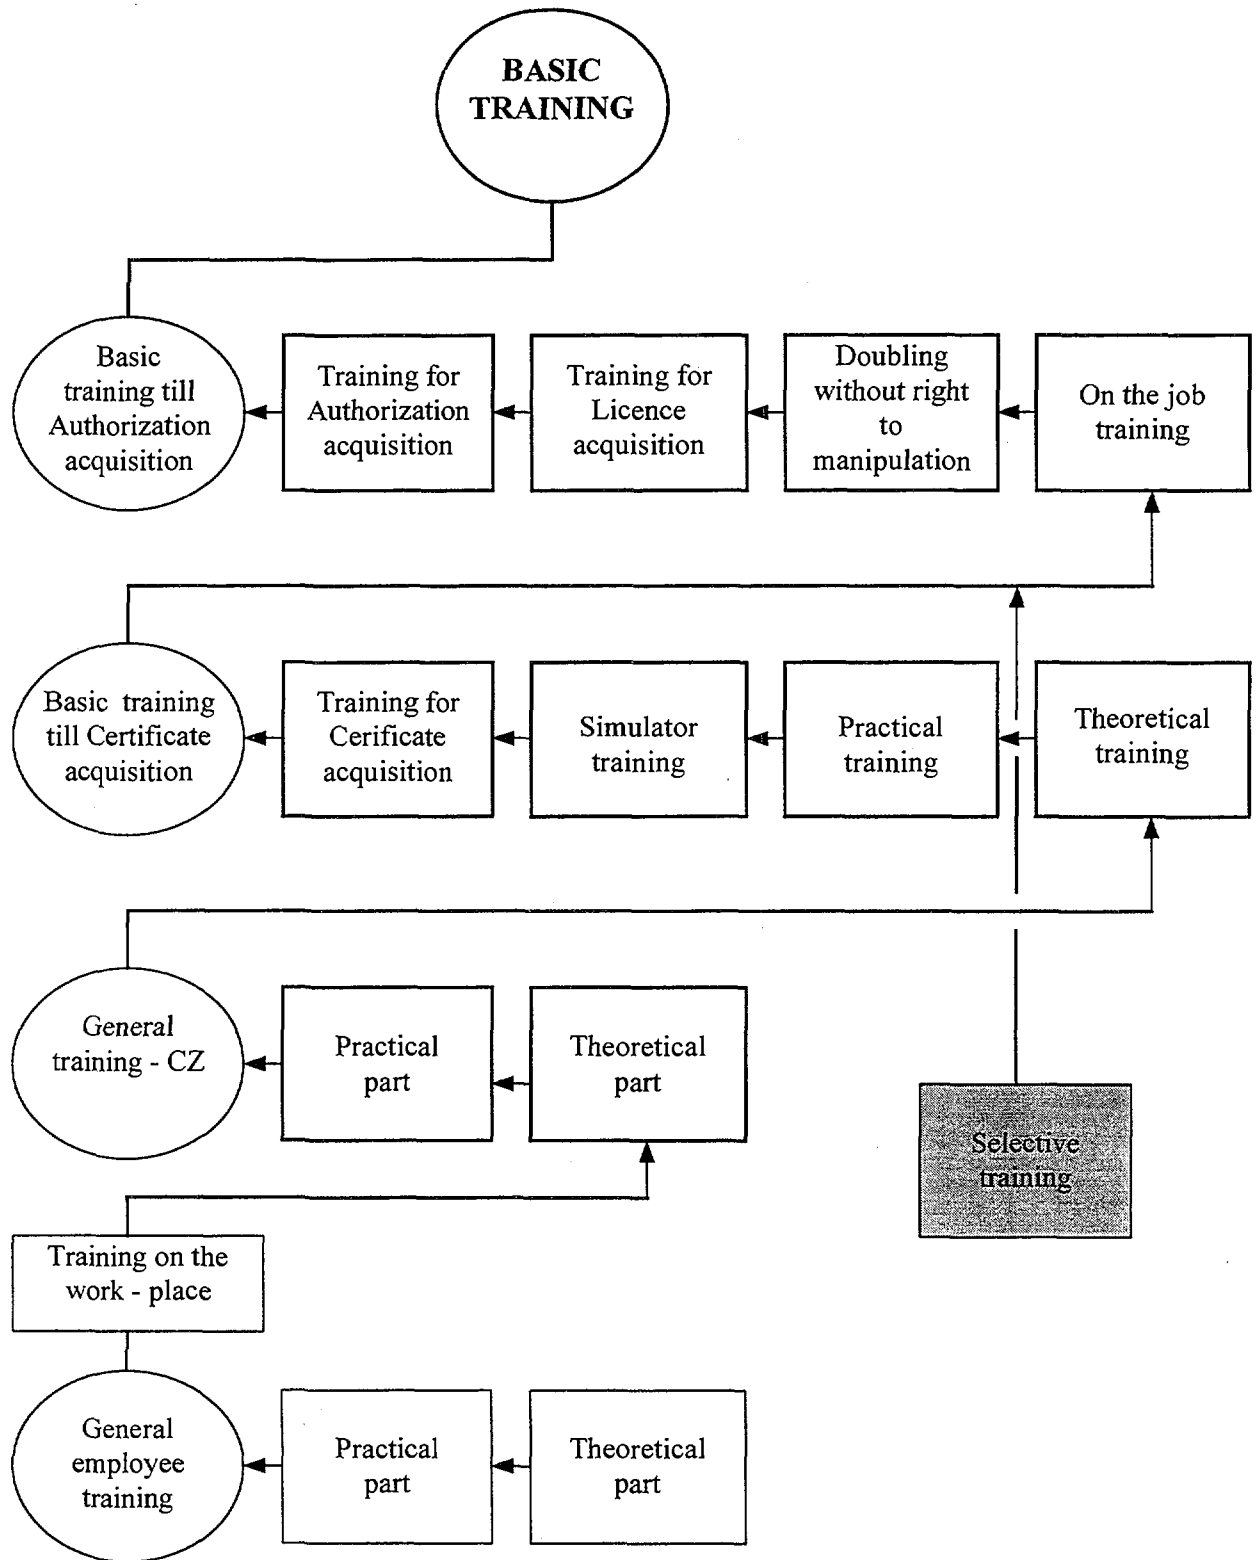 BASIC
TRAINING
Basic
training till
Authorization
acquisition
Training for
Authorization
acquisition
Training for
Licence
acquisition
Doubling
without right
to
manipulation
On the job
training
Basic training
till Certificate
acquisition
Training for
Cerificate
acquisition
Simulator
training
Practical
training
Theoretical
training
General
training - CZ
Practical
part
Theoretical
part
Selective
training
Training on the
work - place
General
employee
training
Practical
part
Theoretical
part